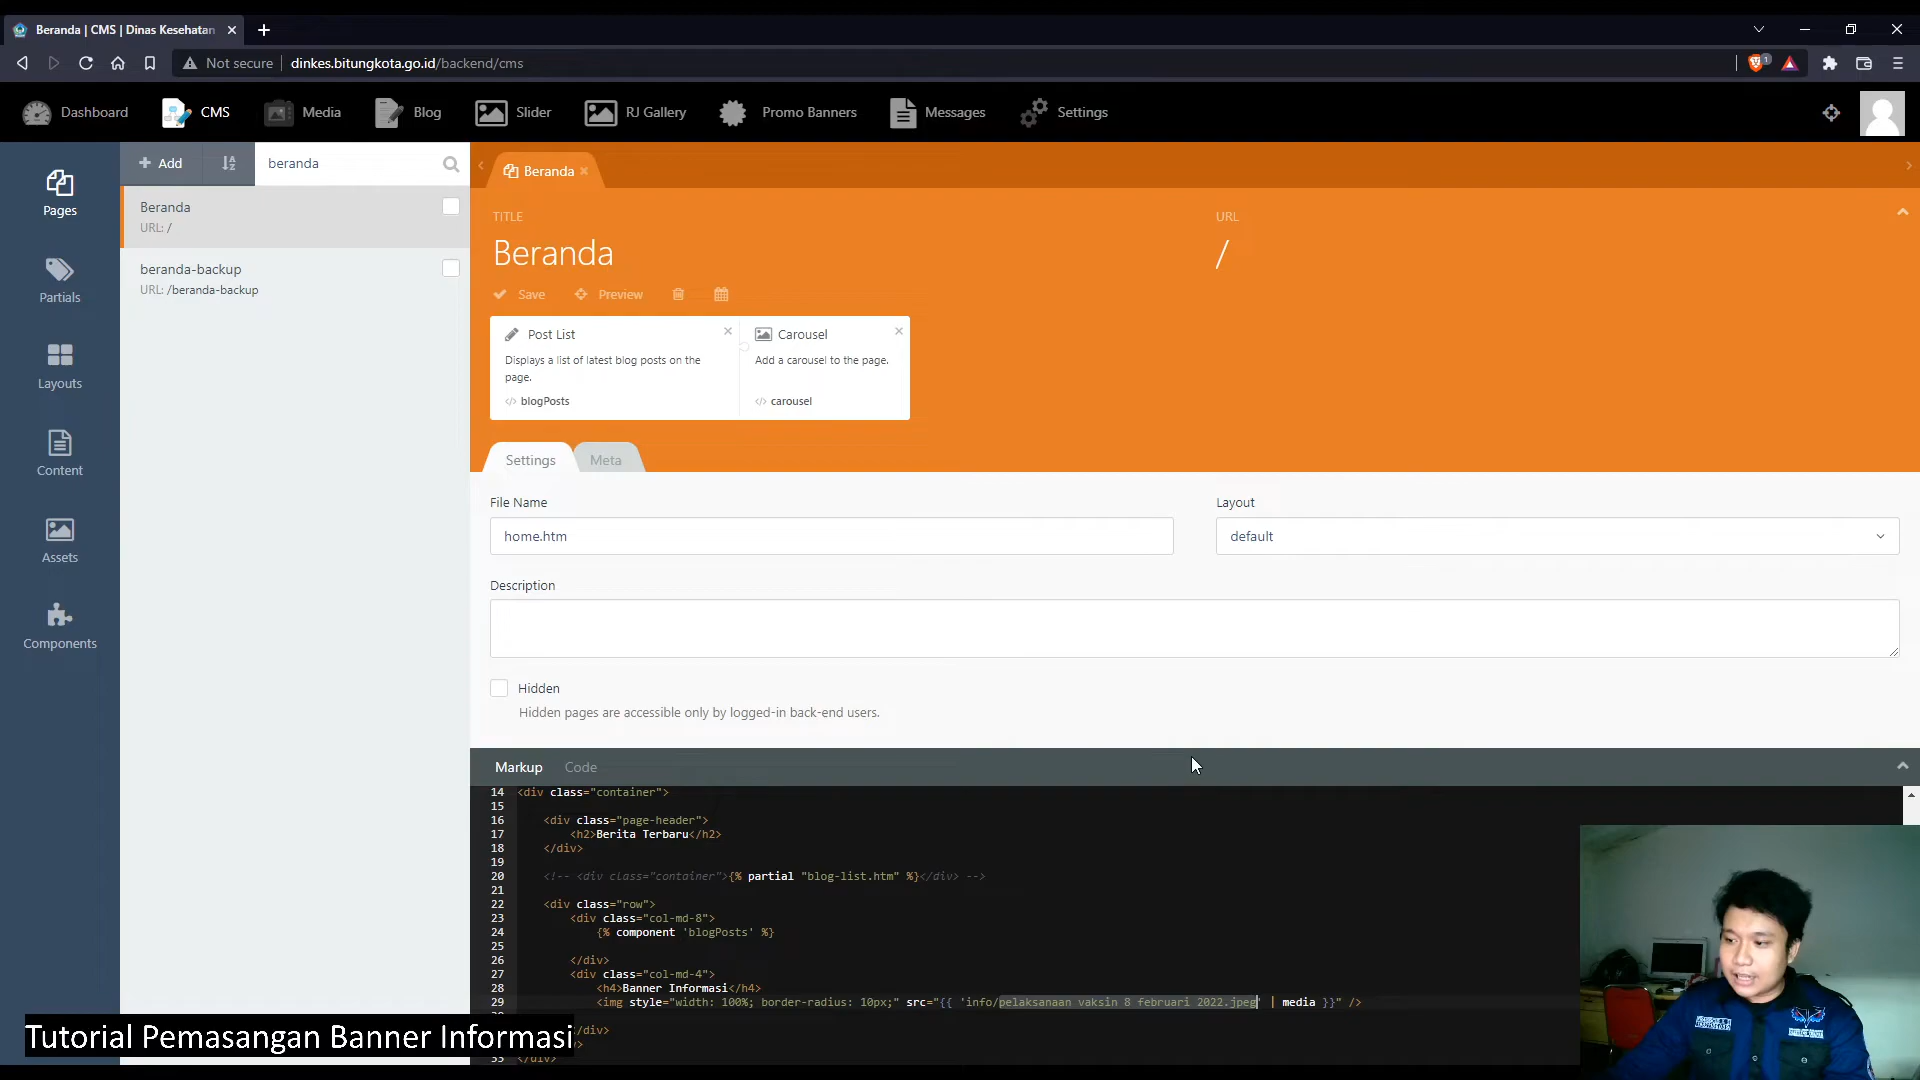 Beranda | CMS | Dinas Kesehatan
Not secure
dinkes.bitungkota.go.id/backend/cms
1
Dashboard
CMS
Media
Blog
Slider
RJ Gallery
Promo Banners
Messages
Settings
Pages
Partials
Layouts
Content
Assets
Components
+ Add
beranda
Beranda
URL: /
beranda-backup
URL: /beranda-backup
Beranda
TITLE
Beranda
URL
/
Save
Preview
Post List
Displays a list of latest blog posts on the
page.
</> blogPosts
Carousel
Add a carousel to the page.
</> carousel
Settings
Meta
File Name
home.htm
Layout
default
Description
Hidden
Hidden pages are accessible only by logged-in back-end users.
Markup
Code
14 <div class="container">
15
16 <div class="page-header">
17 <h2>Berita Terbaru</h2>
18 </div>
19
20 <!-- <div class="container">{% partial "blog-list.htm" %}</div> -->
21
22 <div class="row">
23 <div class="col-md-8">
24 {% component 'blogPosts' %}
25
26 </div>
27 <div class="col-md-4">
28 <h4>Banner Informasi</h4>
29 <img style="width: 100%; border-radius: 10px;" src="{{ 'info/pelaksanaan vaksin 8 februari 2022.jpeg' | media }}" />
/div>
>
</div>
Tutorial Pemasangan Banner Informasi